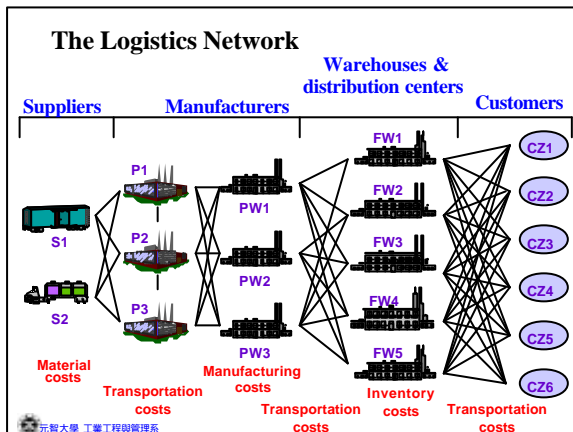 The Logistics Network
Warehouses &
distribution centers
Suppliers
Manufacturers
Customers
S1
S2
P1
P2
P3
PW1
PW2
PW3
FW1
FW2
FW3
FW4
FW5
CZ1
CZ2
CZ3
CZ4
CZ5
CZ6
Material
costs
Transportation
costs
Manufacturing
costs
Transportation
costs
Inventory
costs
Transportation
costs
元智大學 工業工程與管理系